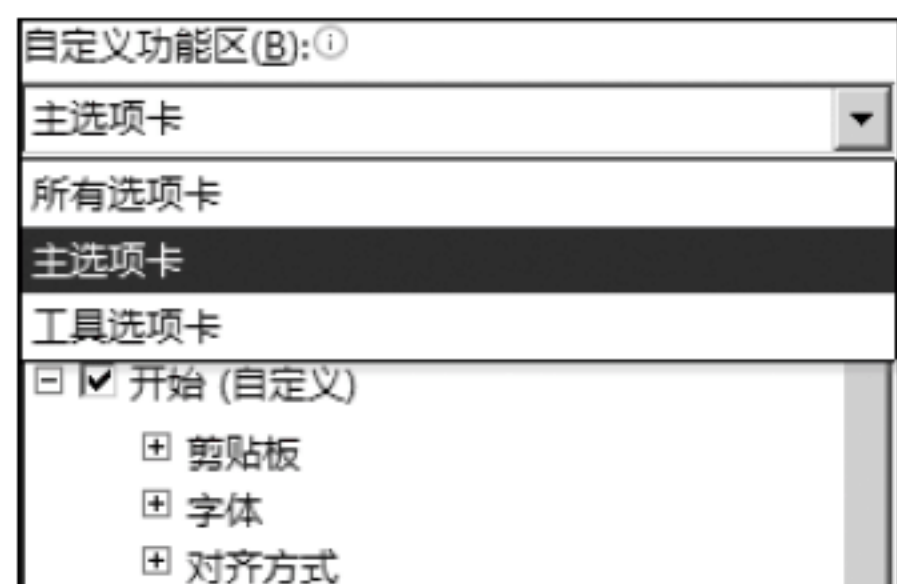 自定义功能区(B):
主选项卡
所有选项卡
主选项卡
工具选项卡
开始 (自定义)
剪贴板
字体
对齐方式